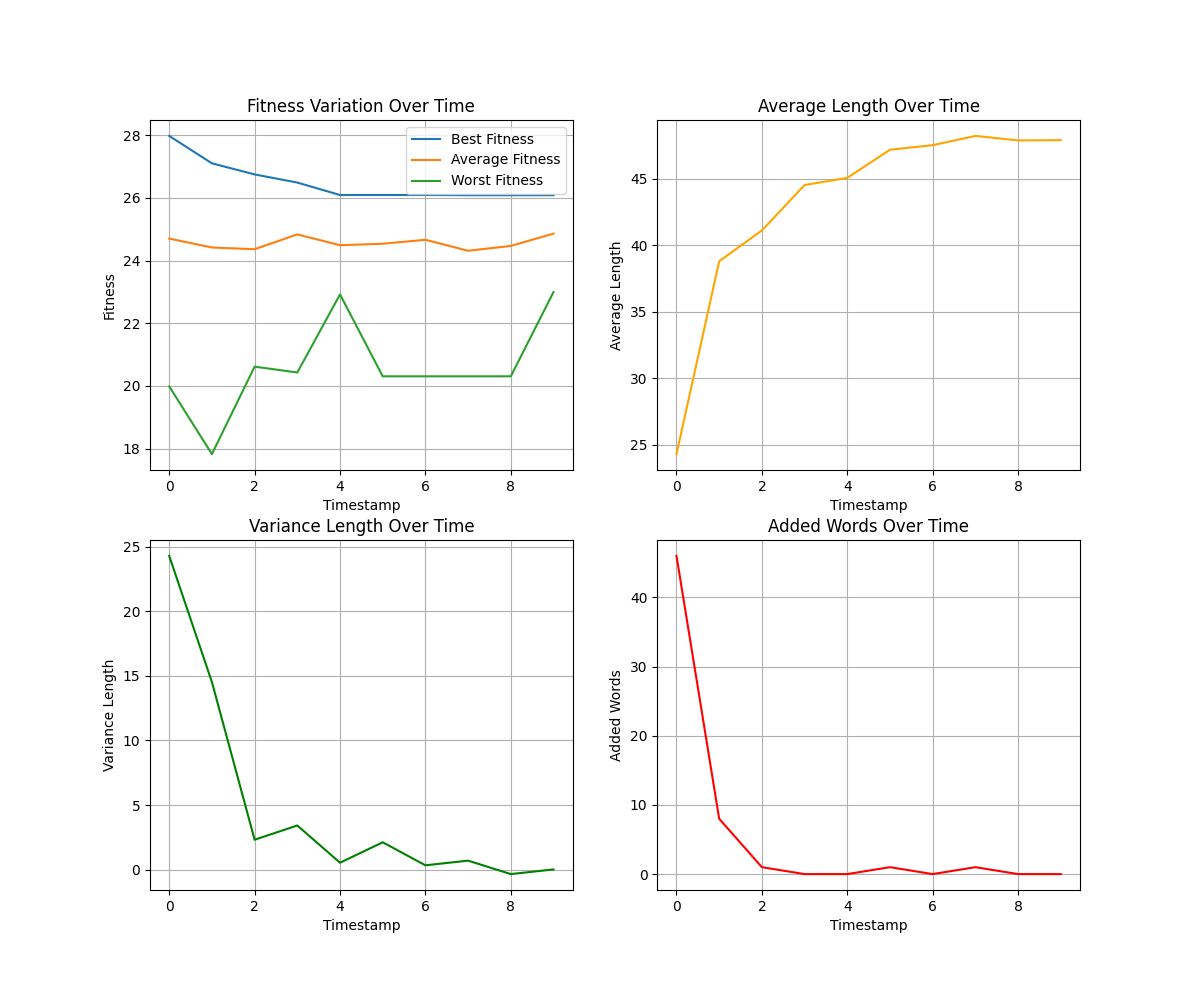 Fitness Variation Over Time
28
26
24
22
20
18
Fitness
Best Fitness
Average Fitness
Worst Fitness
0 2 4 6 8
Timestamp
Average Length Over Time
45
40
35
30
25
Average Length
0 2 4 6 8
Timestamp
Variance Length Over Time
25
20
15
10
5
0
Variance Length
0 2 4 6 8
Timestamp
Added Words Over Time
40
30
20
10
0
Added Words
0 2 4 6 8
Timestamp